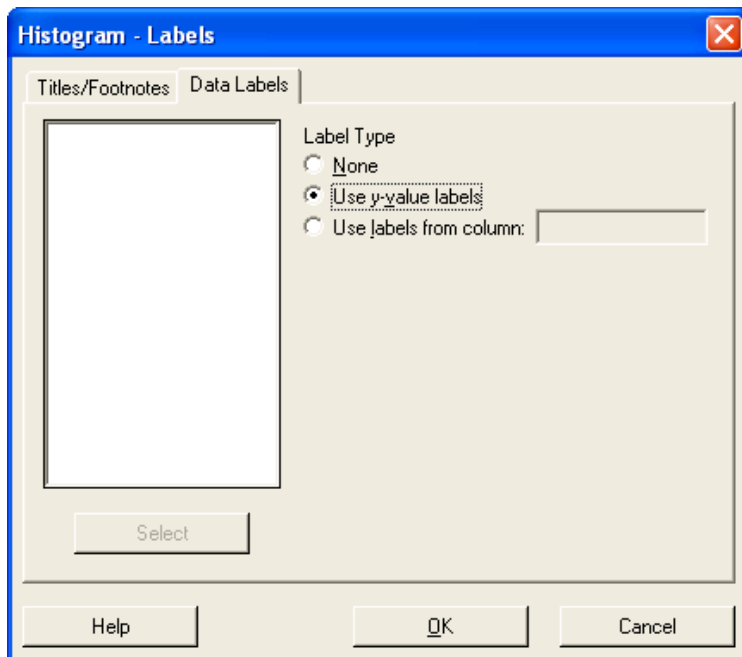 Histogram - Labels
Titles/Footnotes
Data Labels
Label Type
None
Use y-value labels
Use labels from column:
Select
Help
OK
Cancel